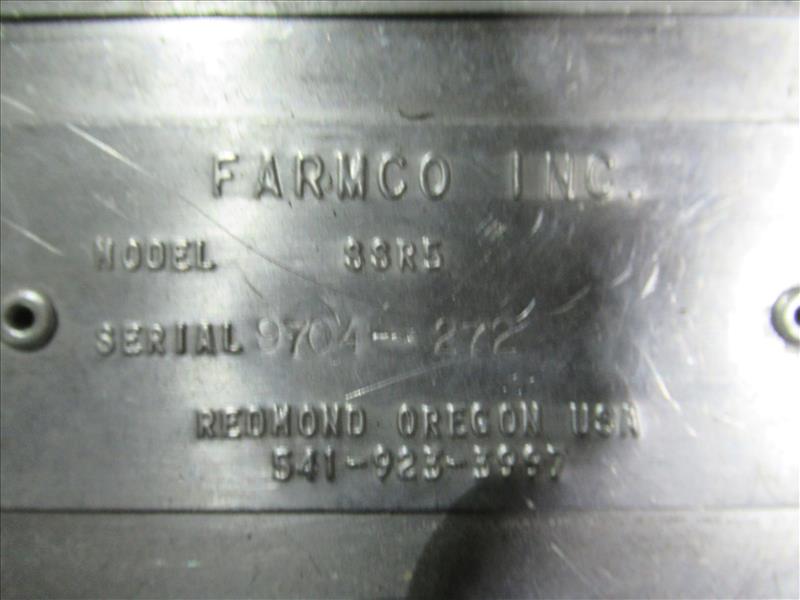 FARMCO INC.
MODEL SSR5
SERIAL 9704-272
REDMOND OREGON USA
541-923-3997